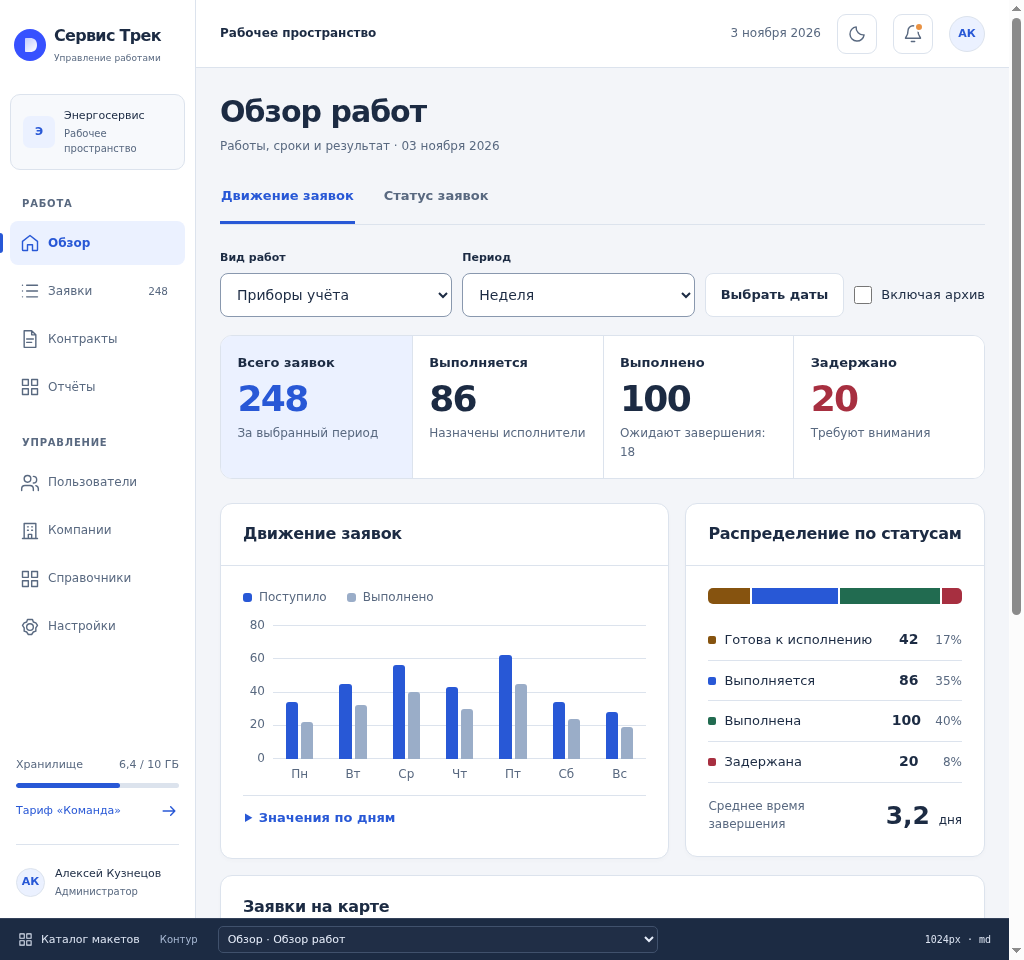 Сервис Трек
Управление работами
Э
Энергосервис
Рабочее
пространство
РАБОТА
Обзор
Заявки 248
Контракты
Отчёты
УПРАВЛЕНИЕ
Пользователи
Компании
Справочники
Настройки
Хранилище 6,4 / 10 ГБ
Тариф «Команда»
АК
Алексей Кузнецов
Администратор
Рабочее пространство
3 ноября 2026
АК
Обзор работ
Работы, сроки и результат · 03 ноября 2026
Движение заявок Статус заявок
Вид работ Период
Приборы учёта Неделя Выбрать даты Включая архив
Всего заявок
248
За выбранный период
Выполняется
86
Назначены исполнители
Выполнено
100
Ожидают завершения:
18
Задержано
20
Требуют внимания
Движение заявок
Поступило Выполнено
80
60
40
20
0
Пн Вт Ср Чт Пт Сб Вс
Значения по дням
Распределение по статусам
Готова к исполнению 42 17%
Выполняется 86 35%
Выполнена 100 40%
Задержана 20 8%
Среднее время
завершения
3,2 дня
Заявки на карте
Каталог макетов Контур Обзор · Обзор работ 1024px · md